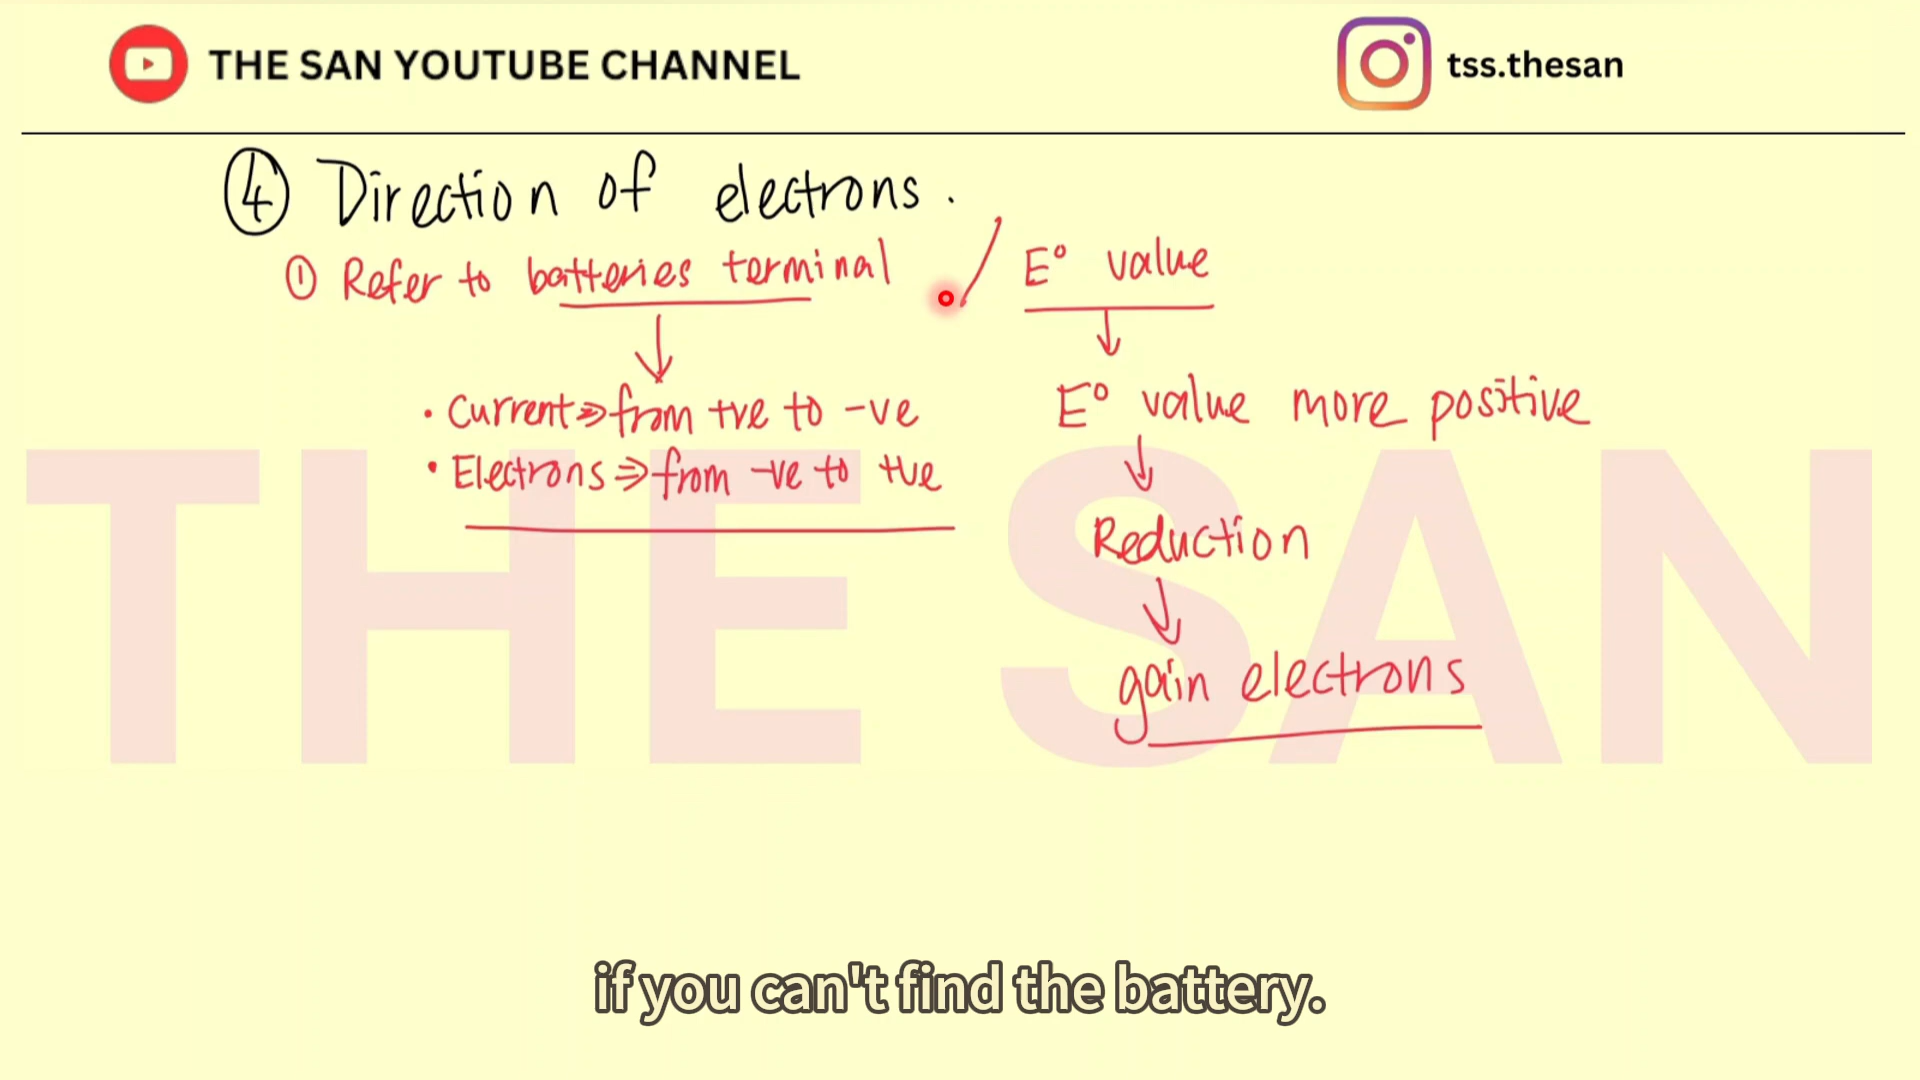 THE SAN YOUTUBE CHANNEL
tss.thesan
④ Direction of electrons.
① Refer to batteries terminal / E° value
• Current ⇒ from +ve to -ve
• Electrons ⇒ from -ve to +ve
E° value more positive
Reduction
gain electrons
THE SAN
if you can't find the battery.